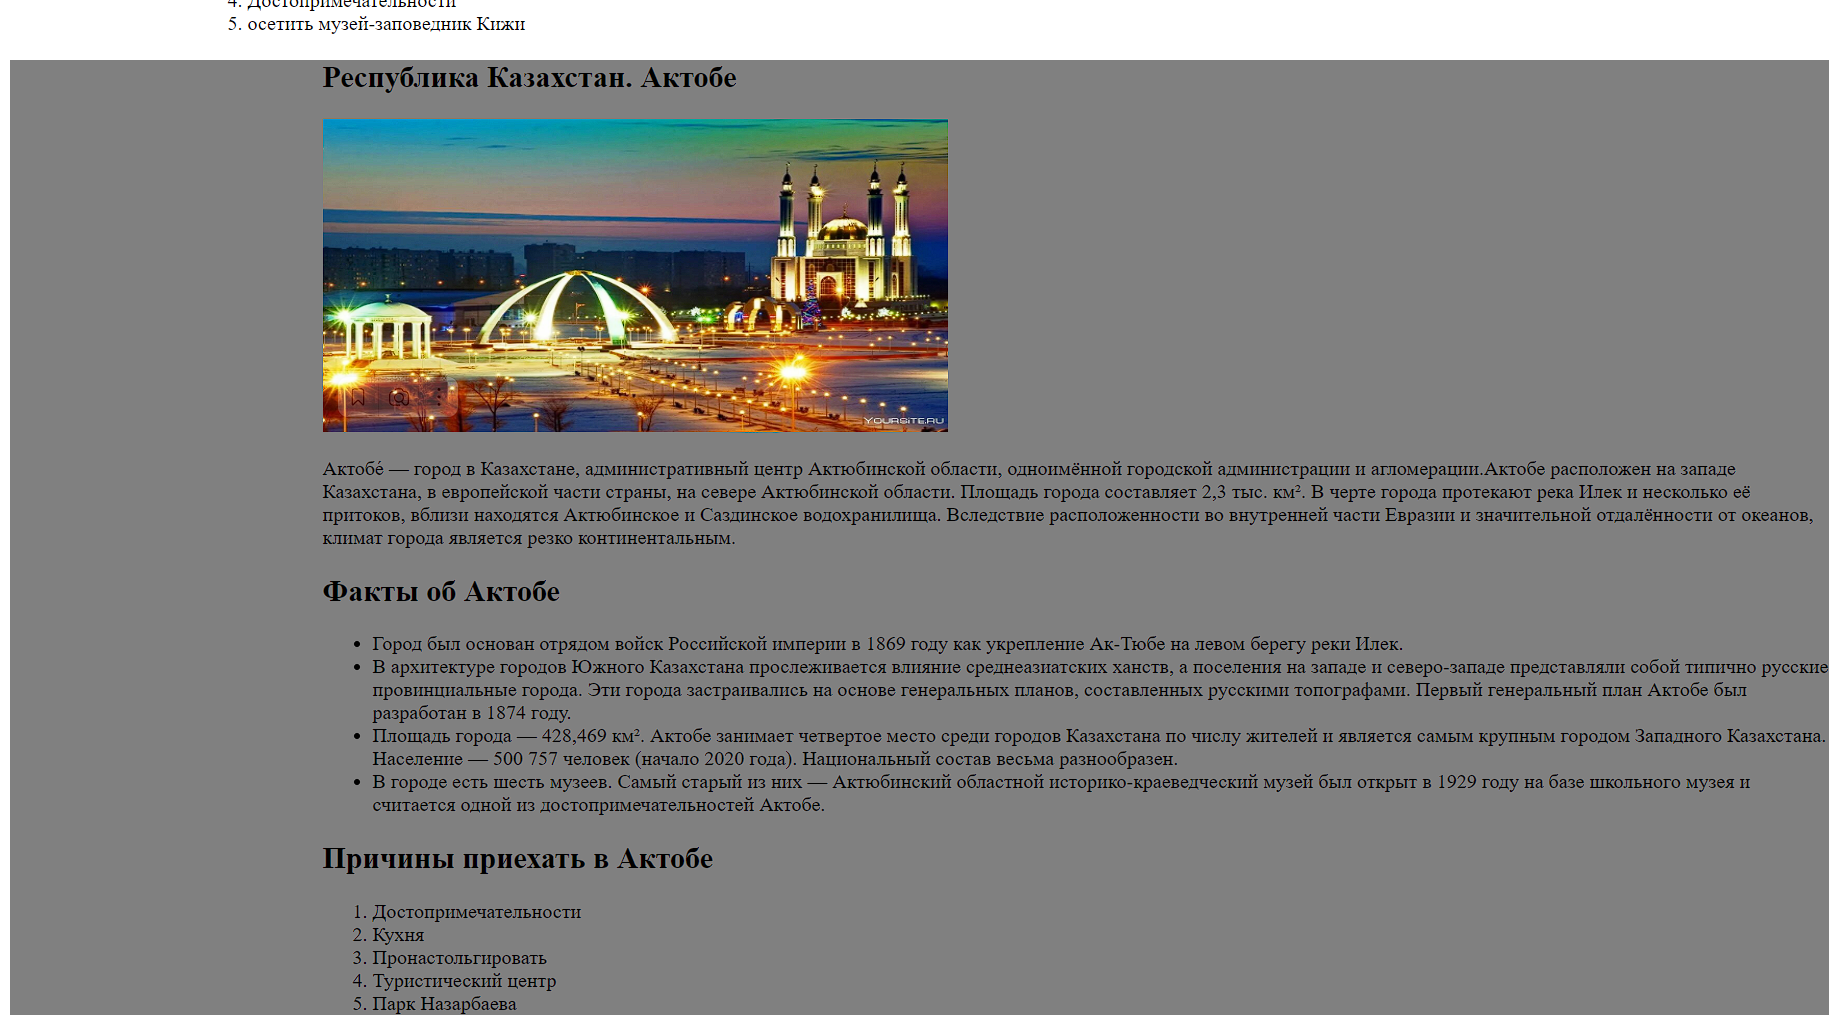 4. Достопримечательности
5. осетить музей-заповедник Кижи
Республика Казахстан. Актобе
YOURSITE.RU
Актобе́ — город в Казахстане, административный центр Актюбинской области, одноимённой городской администрации и агломерации.Актобе расположен на западе
Казахстана, в европейской части страны, на севере Актюбинской области. Площадь города составляет 2,3 тыс. км². В черте города протекают река Илек и несколько её
притоков, вблизи находятся Актюбинское и Саздинское водохранилища. Вследствие расположенности во внутренней части Евразии и значительной отдалённости от океанов,
климат города является резко континентальным.
Факты об Актобе
• Город был основан отрядом войск Российской империи в 1869 году как укрепление Ак-Тюбе на левом берегу реки Илек.
• В архитектуре городов Южного Казахстана прослеживается влияние среднеазиатских ханств, а поселения на западе и северо-западе представляли собой типично русские
провинциальные города. Эти города застраивались на основе генеральных планов, составленных русскими топографами. Первый генеральный план Актобе был
разработан в 1874 году.
• Площадь города — 428,469 км². Актобе занимает четвертое место среди городов Казахстана по числу жителей и является самым крупным городом Западного Казахстана.
Население — 500 757 человек (начало 2020 года). Национальный состав весьма разнообразен.
• В городе есть шесть музеев. Самый старый из них — Актюбинский областной историко-краеведческий музей был открыт в 1929 году на базе школьного музея и
считается одной из достопримечательностей Актобе.
Причины приехать в Актобе
1. Достопримечательности
2. Кухня
3. Пронастольгировать
4. Туристический центр
5. Парк Назарбаева